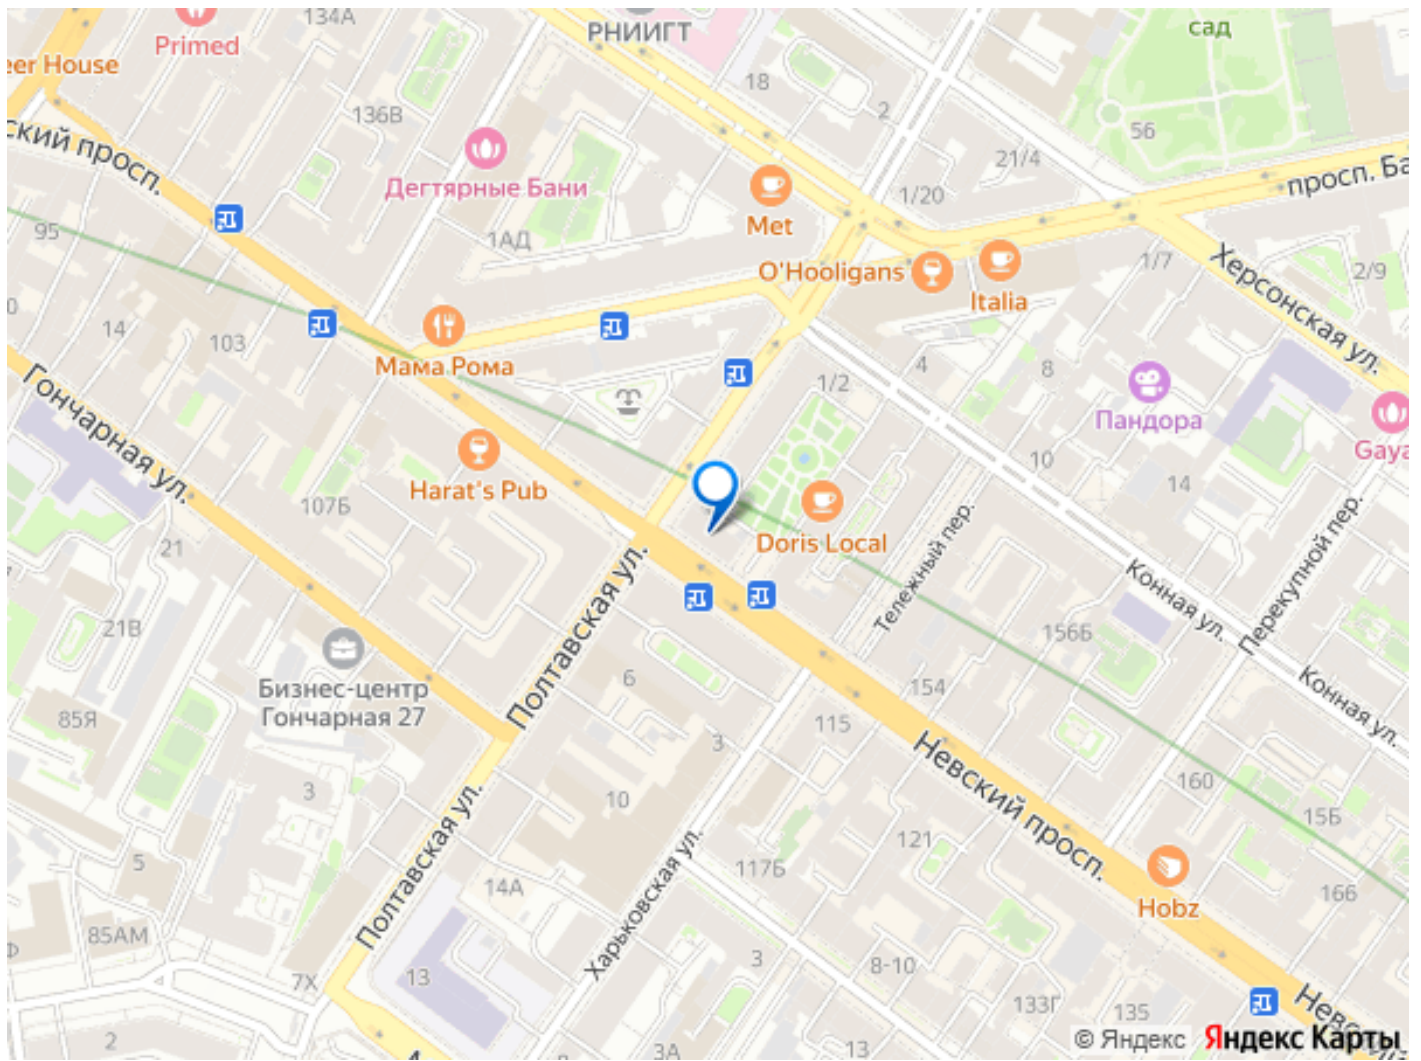 134А
РНИИГТ
сад
Primed
eer House
18
2
136В
56
ский просп.
21/4
Дегтярные Бани
просп. Ба
1/20
Met
95
1АД
O'Hooligans
1/7
Херсонская ул.
2/9
Italia
0
14
103
Мама Рома
4
8
1/2
Гончарная ул.
Пандора
Gaya
10
14
107Б
Harat's Pub
Doris Local
Перекупной пер.
21
Полтавская ул.
Тележный пер.
Конная ул.
21В
156Б
6
154
Конная ул.
Бизнес-центр
Гончарная 27
85Я
115
3
Невский просп.
3
10
160
15Б
Полтавская ул.
121
5
117Б
14А
166
Харьковская ул.
Hobz
Ф
85АМ
7Х
13
3
8-10
133Г
135
Невс
2
3А
13
© Яндекс Яндекс Карты